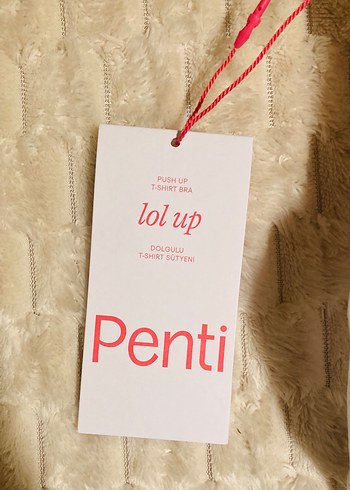 PUSH UP
T-SHIRT BRA
lol up
DOLGULU
T-SHIRT SÜTYENİ
Penti